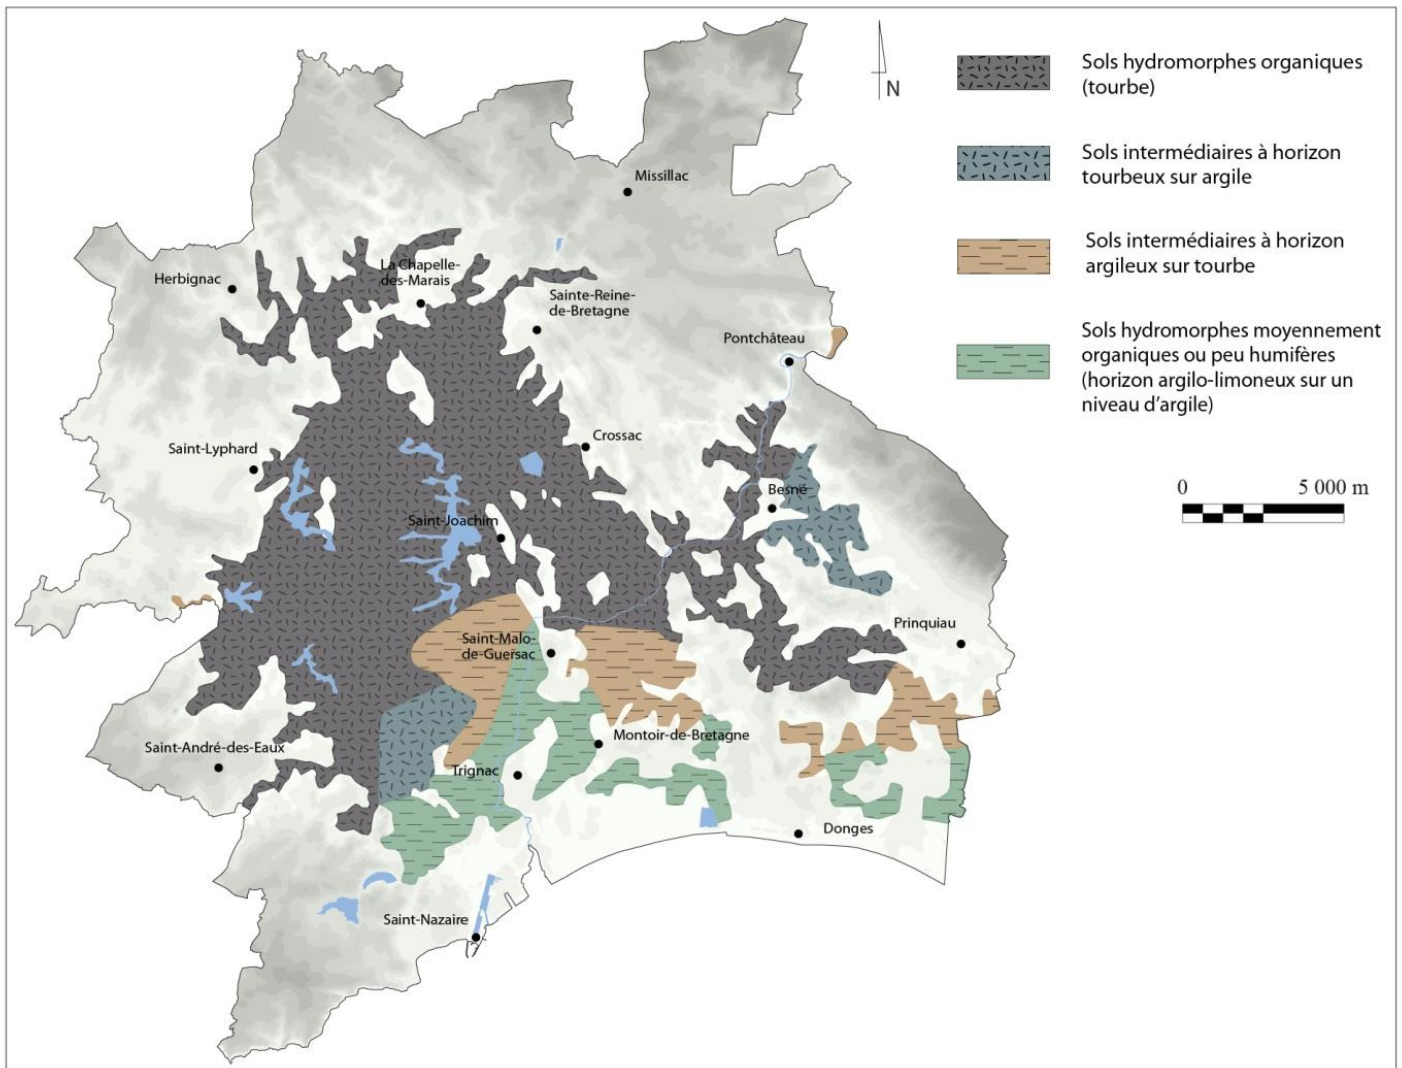 N
Sols hydromorphes organiques
(tourbe)
Sols intermédiaires à horizon
tourbeux sur argile
Sols intermédiaires à horizon
argileux sur tourbe
Sols hydromorphes moyennement
organiques ou peu humifères
(horizon argilo-limoneux sur un
niveau d'argile)
0
5 000 m
Missillac
Herbignac
La Chapelle-
des-Marais
Sainte-Reine-
de-Bretagne
Pontchâteau
Saint-Lyphard
Crossac
Besné
Saint-Joachim
Prinquiau
Saint-Malo-
de-Guersac
Saint-André-des-Eaux
Montoir-de-Bretagne
Trignac
Donges
Saint-Nazaire